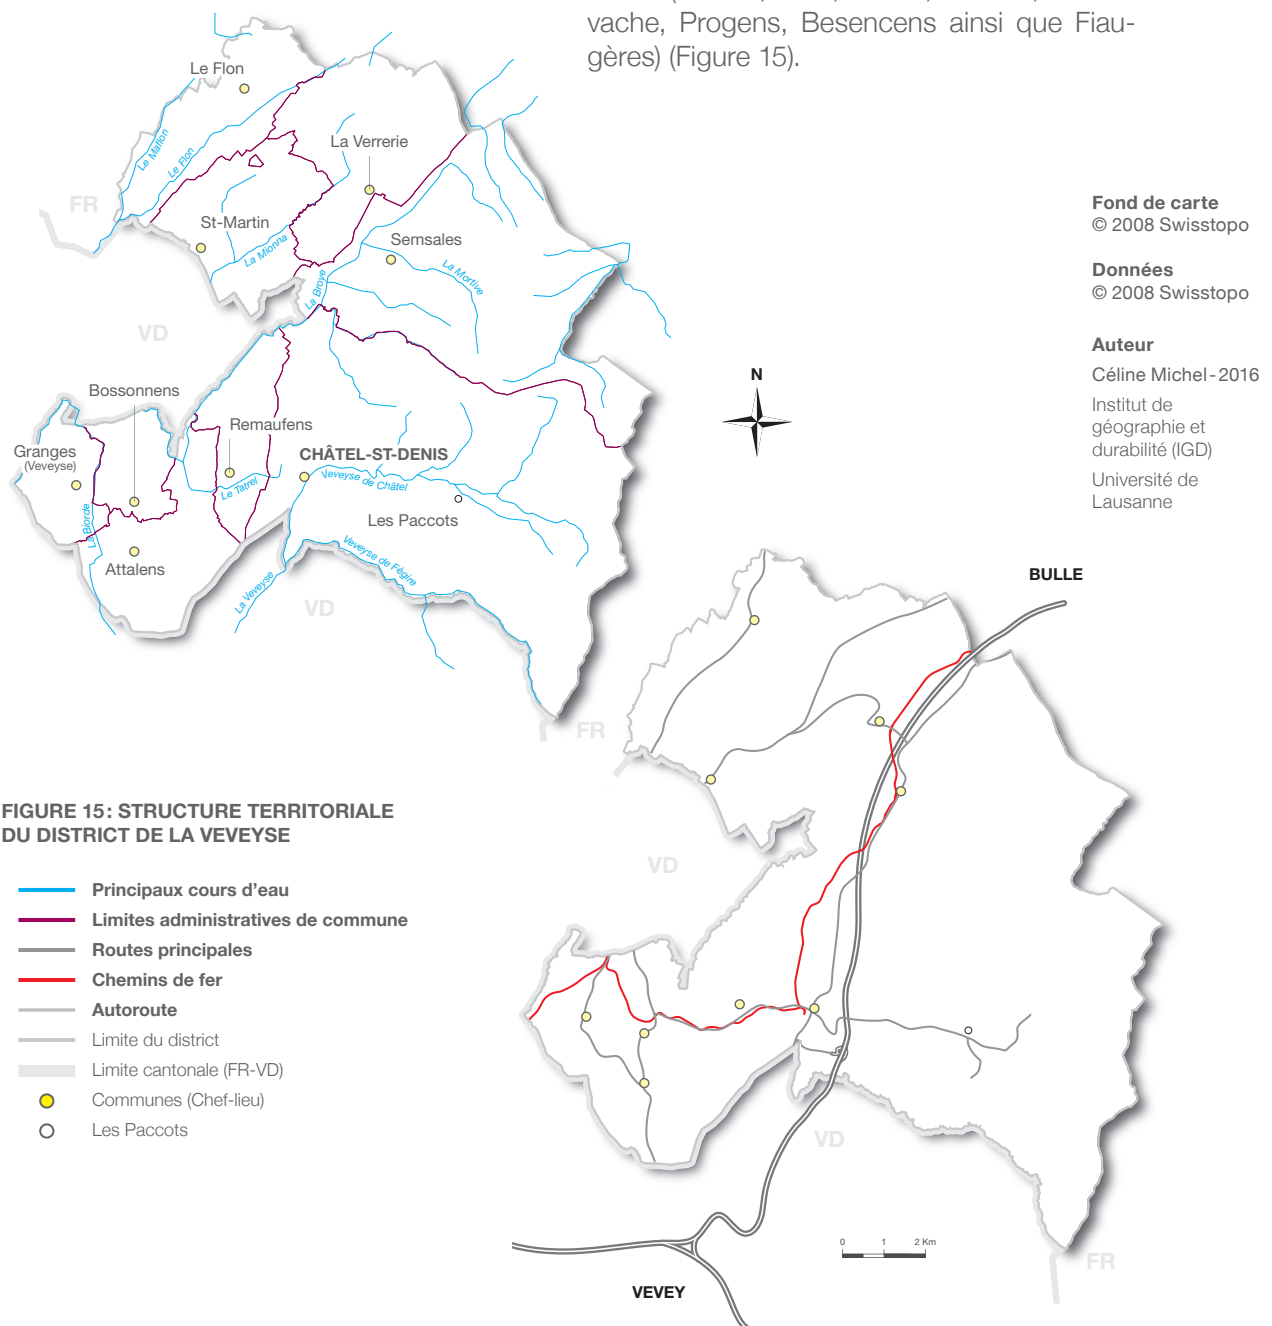 vache, Progens, Besencens ainsi que Fiau-
gères) (Figure 15).
Le Flon
Le Maflon
Le Flon
La Verrerie
FR
St-Martin
La Mionna
Semsales
La Mortive
La Broye
VD
Bossonnens
Remaufens
Granges
(Veveyse)
CHÂTEL-ST-DENIS
Veveyse de Châtel
Le Tatrel
Les Paccots
La Biorde
Attalens
Veveyse de Fégire
La Veveyse
VD
FR
N
Fond de carte
© 2008 Swisstopo
Données
© 2008 Swisstopo
Auteur
Céline Michel - 2016
Institut de
géographie et
durabilité (IGD)
Université de
Lausanne
BULLE
VD
VD
FR
0 1 2 Km
VEVEY
FIGURE 15: STRUCTURE TERRITORIALE
DU DISTRICT DE LA VEVEYSE
Principaux cours d'eau
Limites administratives de commune
Routes principales
Chemins de fer
Autoroute
Limite du district
Limite cantonale (FR-VD)
Communes (Chef-lieu)
Les Paccots